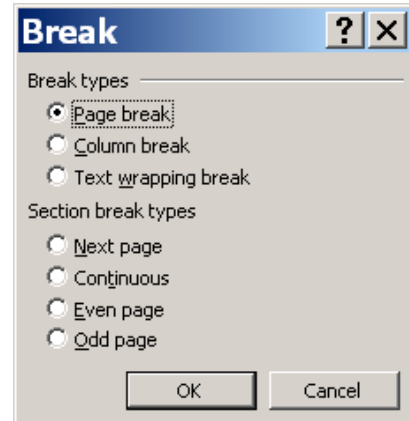 Break
?
Break types
Page break
Column break
Text wrapping break
Section break types
Next page
Continuous
Even page
Odd page
OK Cancel